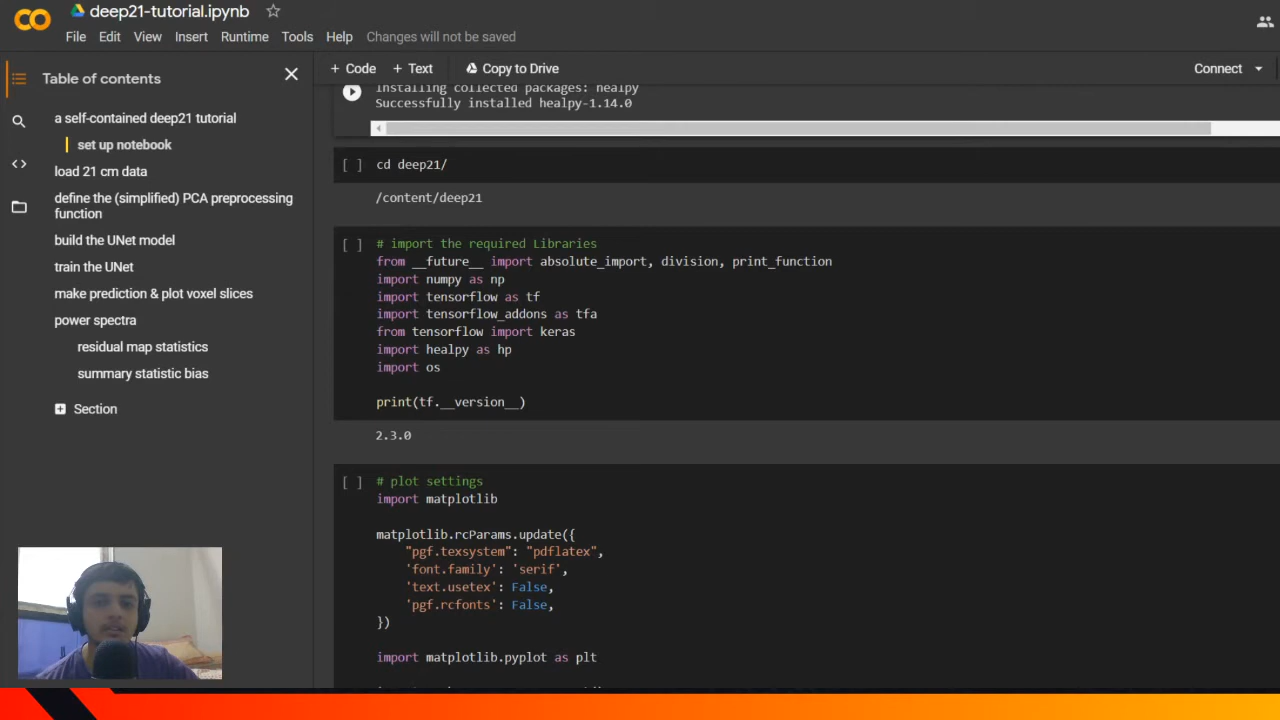 deep21-tutorial.ipynb
File Edit View Insert Runtime Tools Help Changes will not be saved
Table of contents
+ Code + Text Copy to Drive Connect
a self-contained deep21 tutorial
set up notebook
load 21 cm data
define the (simplified) PCA preprocessing
function
build the UNet model
train the UNet
make prediction & plot voxel slices
power spectra
residual map statistics
summary statistic bias
Section
Installing collected packages: healpy
Successfully installed healpy-1.14.0
[ ] cd deep21/
/content/deep21
[ ] # import the required Libraries
from __future__ import absolute_import, division, print_function
import numpy as np
import tensorflow as tf
import tensorflow_addons as tfa
from tensorflow import keras
import healpy as hp
import os
print(tf.__version__)
2.3.0
[ ] # plot settings
import matplotlib
matplotlib.rcParams.update({
"pgf.texsystem": "pdflatex",
'font.family': 'serif',
'text.usetex': False,
'pgf.rcfonts': False,
})
import matplotlib.pyplot as plt